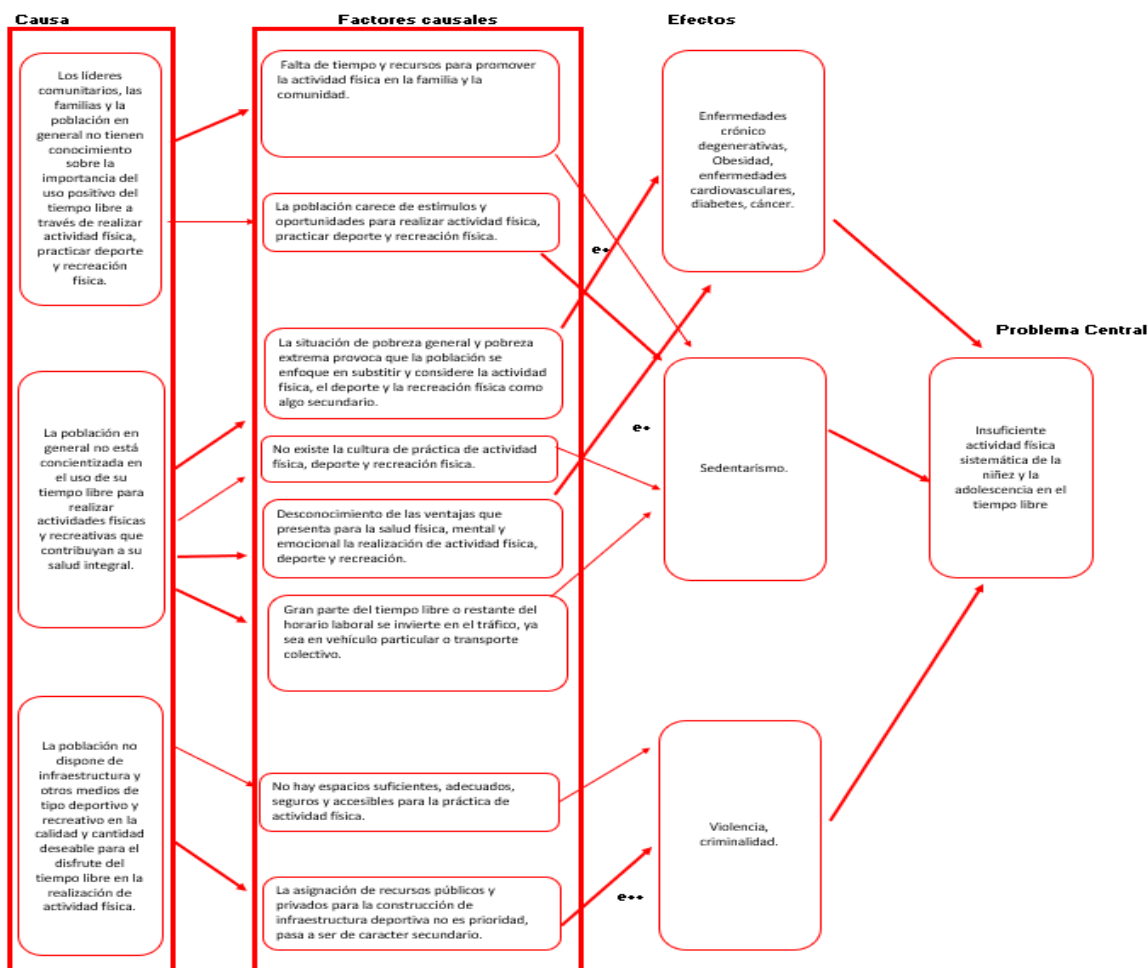 Causa
Factores causales
Efectos
Los líderes
comunitarios, las
familias y la
población en
general no tienen
conocimiento
sobre la
importancia del
uso positivo del
tiempo libre a
través de realizar
actividad física,
practicar deporte
y recreación
física.
La población en
general no está
concientizada en
el uso de su
tiempo libre para
realizar
actividades físicas
y recreativas que
contribuyan a su
salud integral.
La población no
dispone de
infraestructura y
otros medios de
tipo deportivo y
recreativo en la
calidad y cantidad
deseable para el
disfrute del
tiempo libre en la
realización de
actividad física.
Falta de tiempo y recursos para promover
la actividad física en la familia y la
comunidad.
La población carece de estímulos y
oportunidades para realizar actividad física,
practicar deporte y recreación física.
La situación de pobreza general y pobreza
extrema provoca que la población se
enfoque en substitir y considere la actividad
física, el deporte y la recreación física como
algo secundario.
No existe la cultura de práctica de actividad
física, deporte y recreación fisica.
Desconocimiento de las ventajas que
presenta para la salud física, mental y
emocional la realización de actividad física,
deporte y recreación.
Gran parte del tiempo libre o restante del
horario laboral se invierte en el tráfico, ya
sea en vehículo particular o transporte
colectivo.
No hay espacios suficientes, adecuados,
seguros y accesibles para la práctica de
actividad física.
La asignación de recursos públicos y
privados para la construcción de
infraestructura deportiva no es prioridad,
pasa a ser de caracter secundario.
e+
e+
e++
Enfermedades
crónico
degenerativas,
Obesidad,
enfermedades
cardiovasculares,
diabetes, cáncer.
Sedentarismo.
Violencia,
criminalidad.
Problema Central
Insuficiente
actividad física
sistemática de la
niñez y la
adolescencia en el
tiempo libre